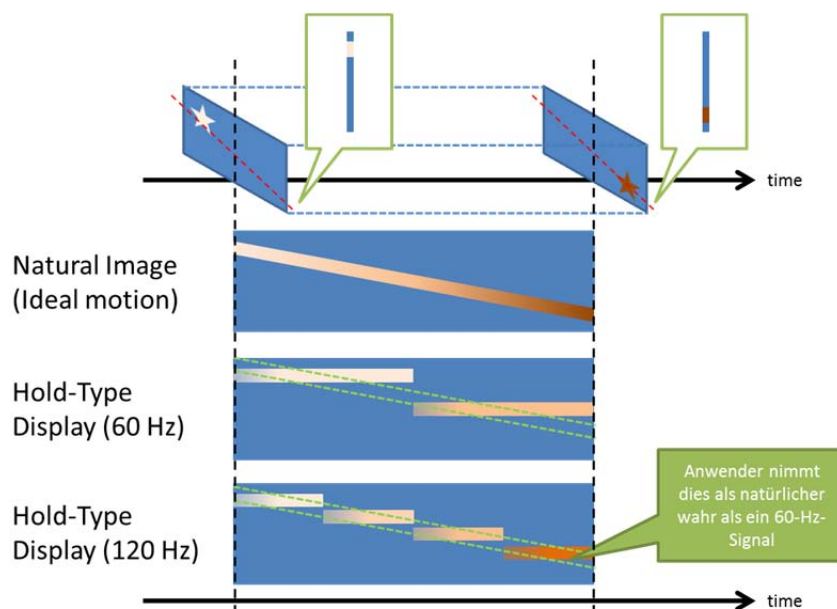 time
Natural Image
(Ideal motion)
Hold-Type
Display (60 Hz)
Hold-Type
Display (120 Hz)
Anwender nimmt
dies als natürlicher
wahr als ein 60-Hz-
Signal
time